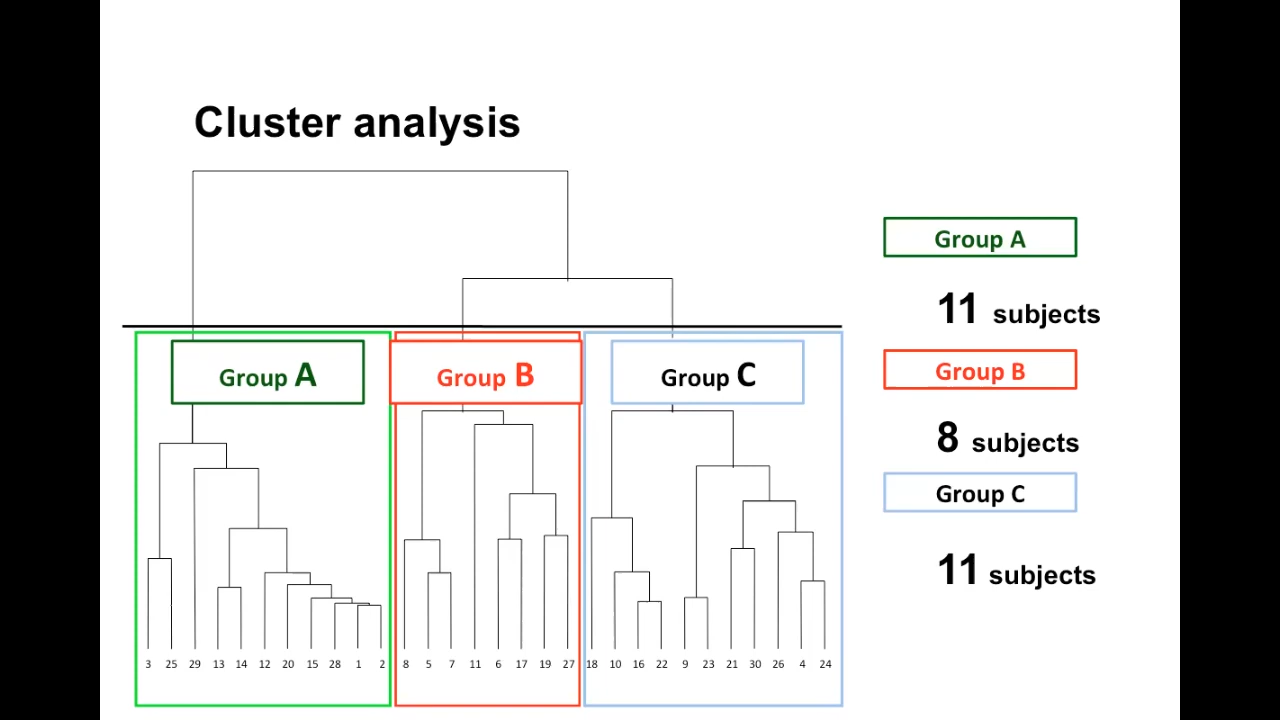 Cluster analysis
Group A
11 subjects
Group B
8 subjects
Group C
11 subjects
Group A
Group B
Group C
3 25 29 13 14 12 20 15 28 1 2 8 5 7 11 6 17 19 27 18 10 16 22 9 23 21 30 26 4 24